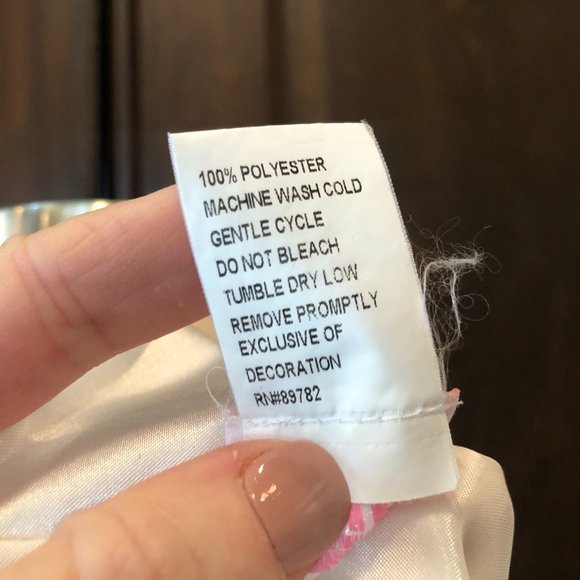 100% POLYESTER
MACHINE WASH COLD
GENTLE CYCLE
DO NOT BLEACH
TUMBLE DRY LOW
REMOVE PROMPTLY
EXCLUSIVE OF
DECORATION
RN#89782